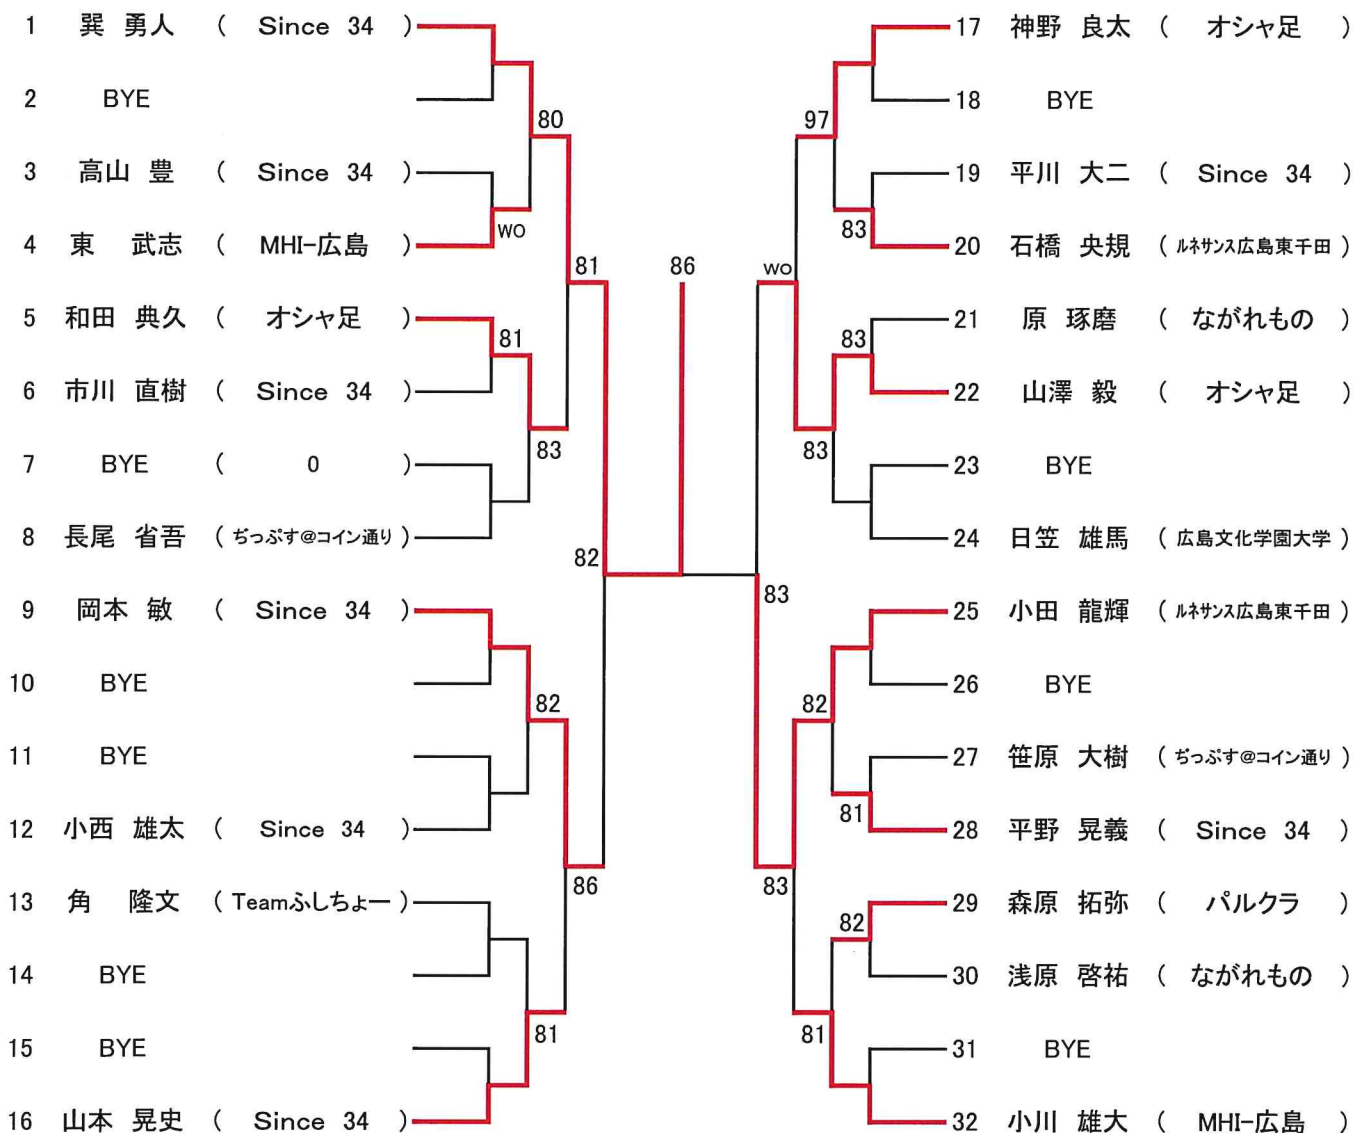 1 巽 勇人 ( Since 34 )
2 BYE
80
3 高山 豊 ( Since 34 )
wo
4 東 武志 ( MHI-広島 )
81
5 和田 典久 ( オシャ足 )
81
6 市川 直樹 ( Since 34 )
83
7 BYE ( 0 )
8 長尾 省吾 ( ぢっぷす@コイン通り )
82
9 岡本 敏 ( Since 34 )
10 BYE
82
11 BYE
12 小西 雄太 ( Since 34 )
86
13 角 隆文 ( Teamふしちょー )
14 BYE
81
15 BYE
16 山本 晃史 ( Since 34 )
86
17 神野 良太 ( オシャ足 )
18 BYE
97
19 平川 大二 ( Since 34 )
83
20 石橋 央規 ( ルネサンス広島東千田 )
wo
21 原 琢磨 ( ながれもの )
83
22 山澤 毅 ( オシャ足 )
83
23 BYE
24 日笠 雄馬 ( 広島文化学園大学 )
83
25 小田 龍輝 ( ルネサンス広島東千田 )
26 BYE
82
27 笹原 大樹 ( ぢっぷす@コイン通り )
81
28 平野 晃義 ( Since 34 )
83
29 森原 拓弥 ( パルクラ )
82
30 浅原 啓祐 ( ながれもの )
81
31 BYE
32 小川 雄大 ( MHI-広島 )